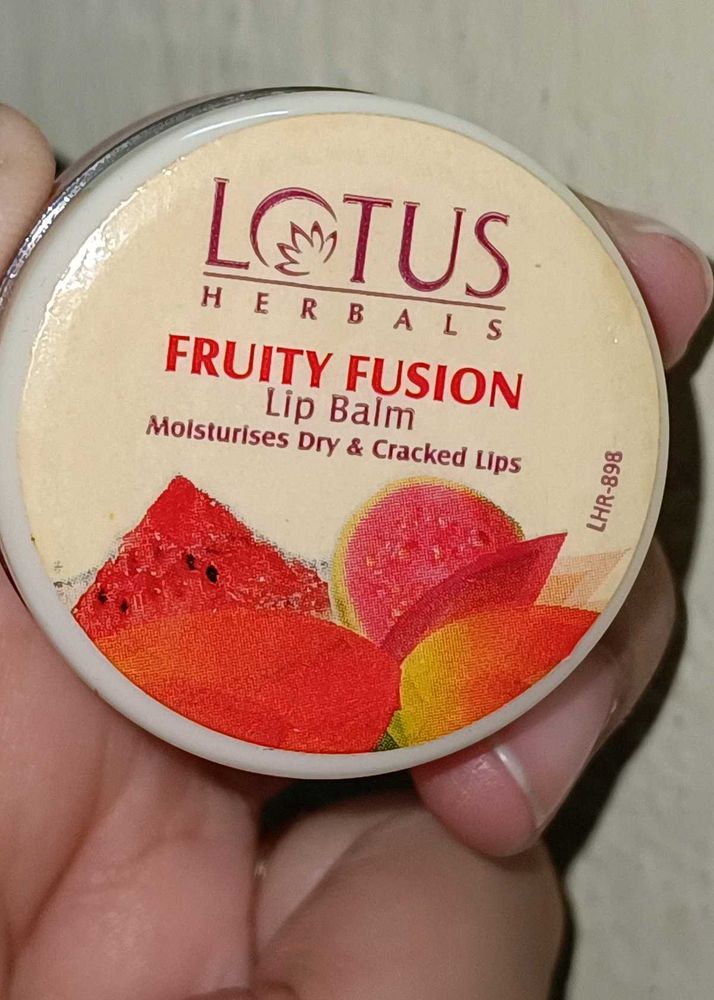 LOTUS
HERBALS
FRUITY FUSION
Lip Balm
Moisturises Dry & Cracked Lips
LHR-898